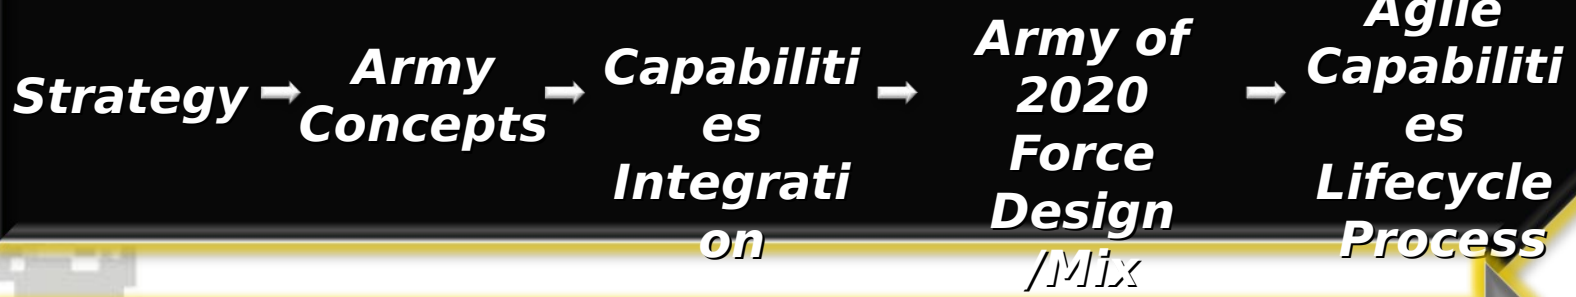 Strategy
Army
Concepts
Capabiliti
es
Integrati
on
Army of
2020
Force
Design
/Mix
Agile
Capabiliti
es
Lifecycle
Process